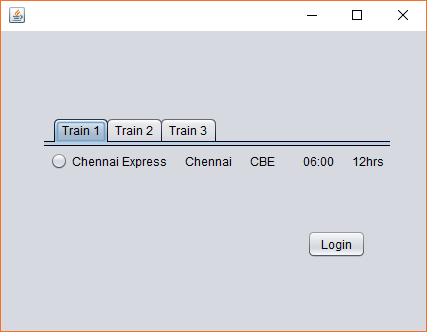 Train 1 Train 2 Train 3
Chennai Express Chennai CBE 06:00 12hrs
Login